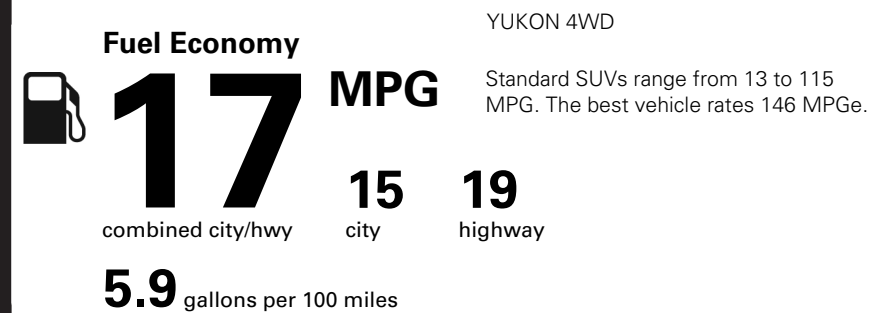 Fuel Economy
YUKON 4WD
17 MPG
Standard SUVs range from 13 to 115
MPG. The best vehicle rates 146 MPGe.
combined city/hwy
15
city
19
highway
5.9 gallons per 100 miles